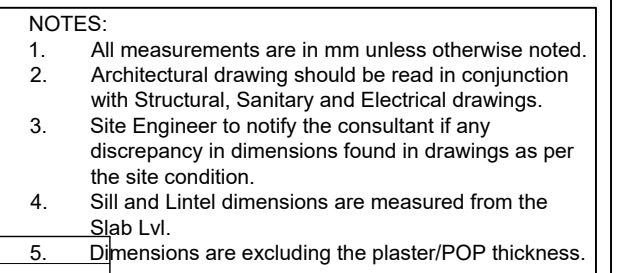 NOTES:
1. All measurements are in mm unless otherwise noted.
2. Architectural drawing should be read in conjunction
with Structural, Sanitary and Electrical drawings.
3. Site Engineer to notify the consultant if any
discrepancy in dimensions found in drawings as per
the site condition.
4. Sill and Lintel dimensions are measured from the
Slab Lvl.
5. Dimensions are excluding the plaster/POP thickness.